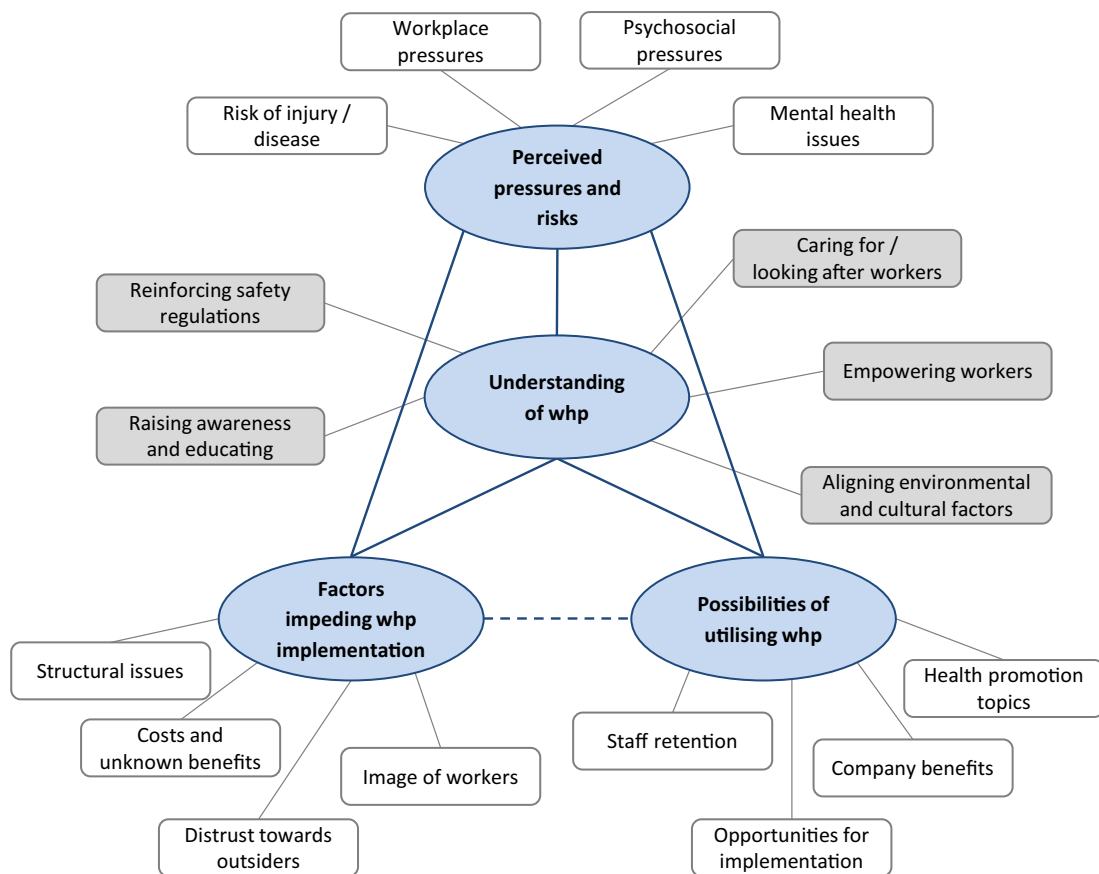 Workplace
pressures
Psychosocial
pressures
Risk of injury /
disease
Mental health
issues
Perceived
pressures and
risks
Caring for /
looking after workers
Reinforcing safety
regulations
Understanding
of whp
Empowering workers
Raising awareness
and educating
Aligning environmental
and cultural factors
Factors
impeding whp
implementation
Possibilities of
utilising whp
Structural issues
Health promotion
topics
Costs and
unknown benefits
Staff retention
Image of workers
Company benefits
Distrust towards
outsiders
Opportunities for
implementation